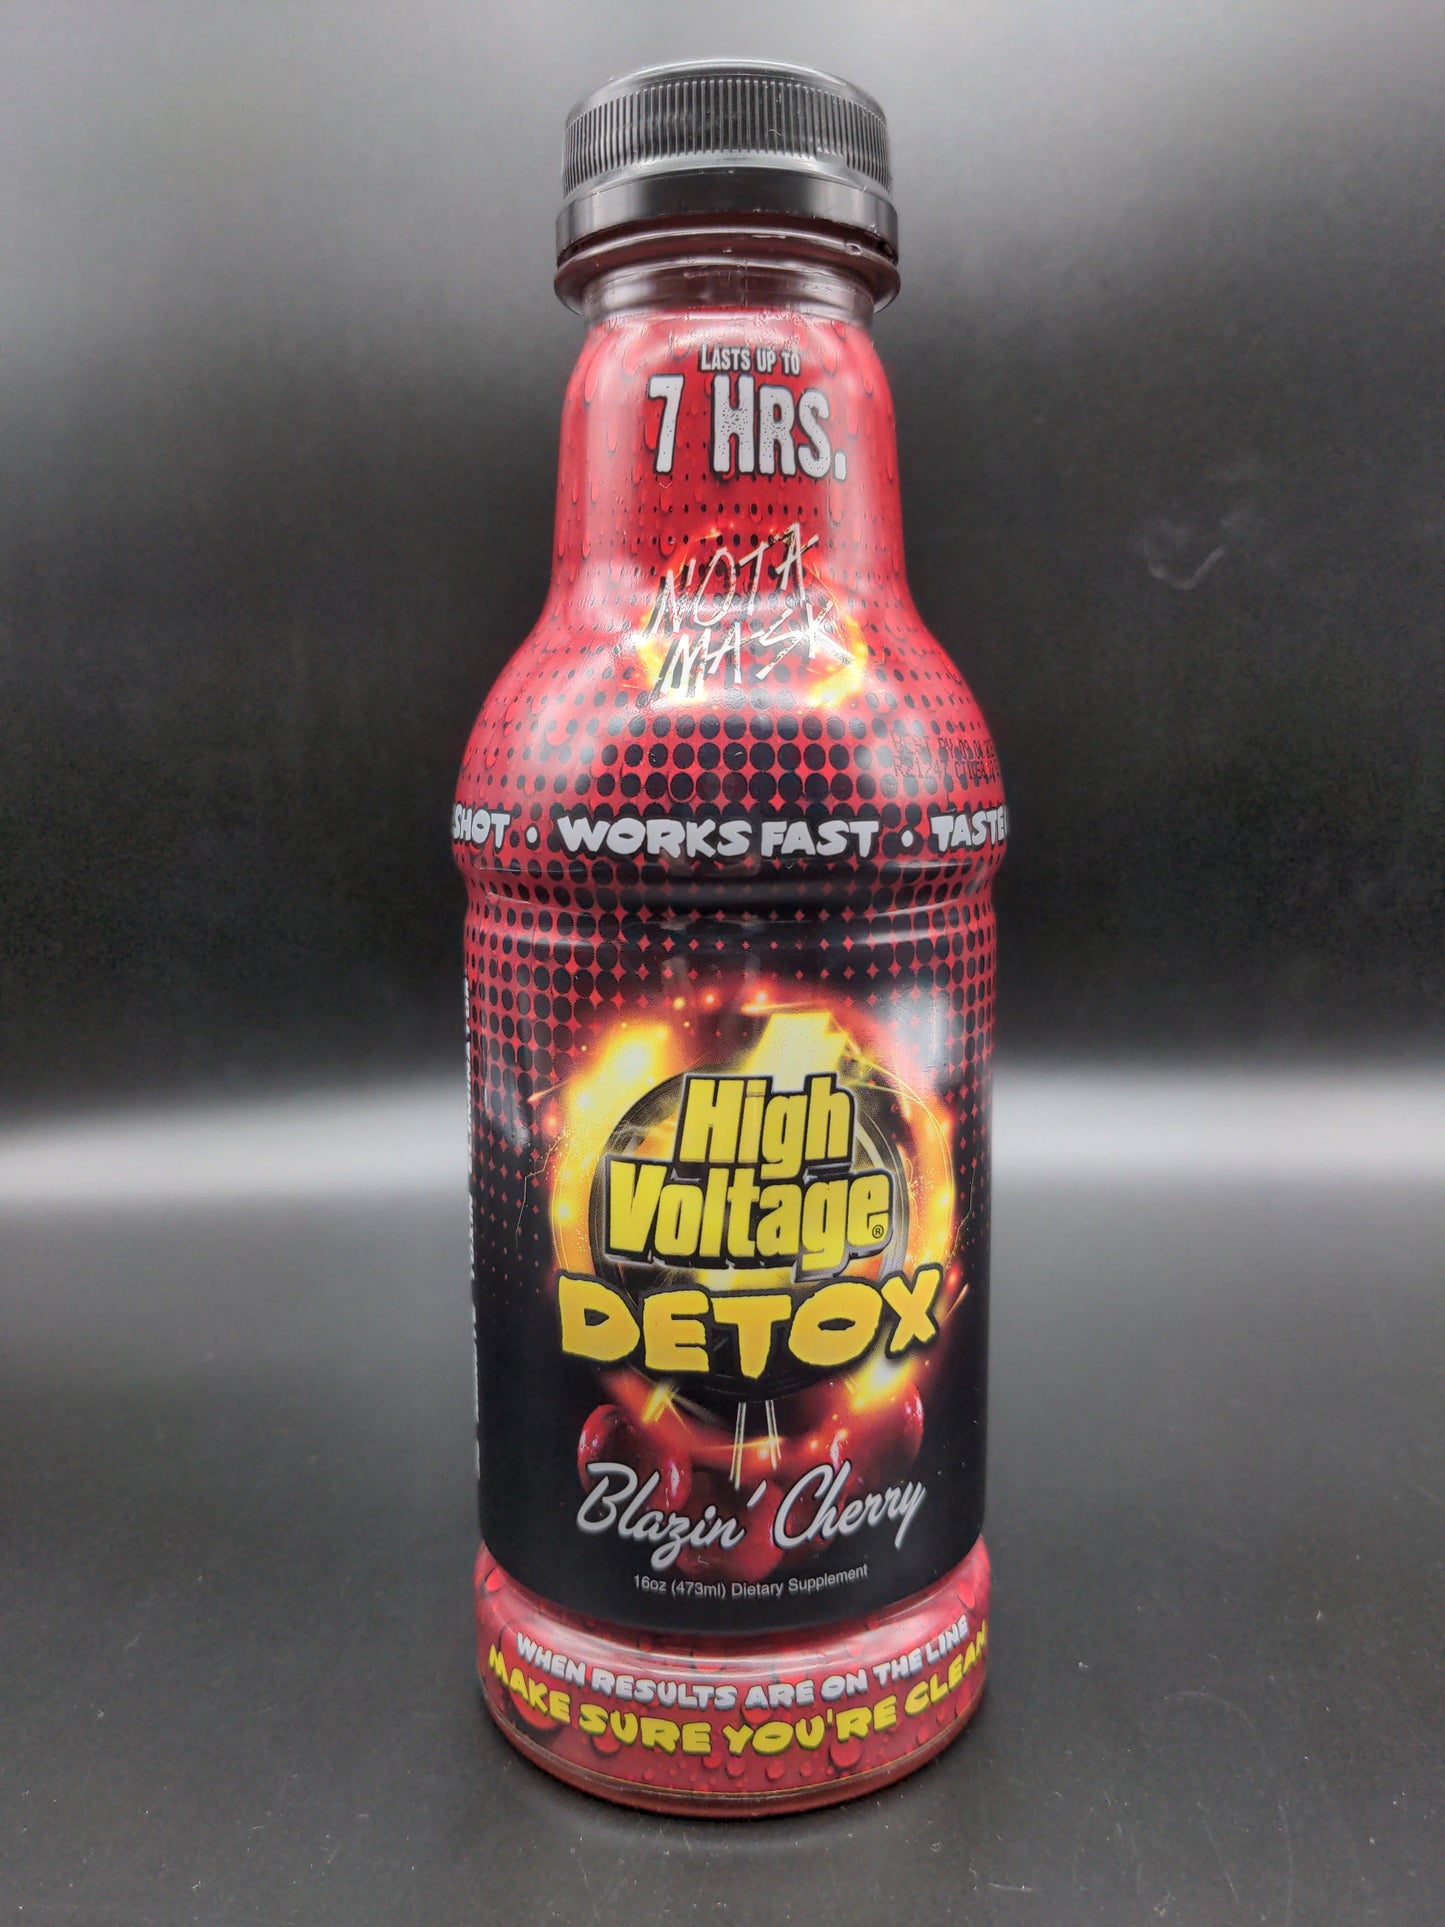 LASTS UP TO
7 HRS.
NOT A
MASK
SHOT • WORKS FAST • TASTE
High
Voltage®
DETOX
Blazin' Cherry
16oz (473ml) Dietary Supplement
WHEN RESULTS ARE ON THE LINE
MAKE SURE YOU'RE CLEAN